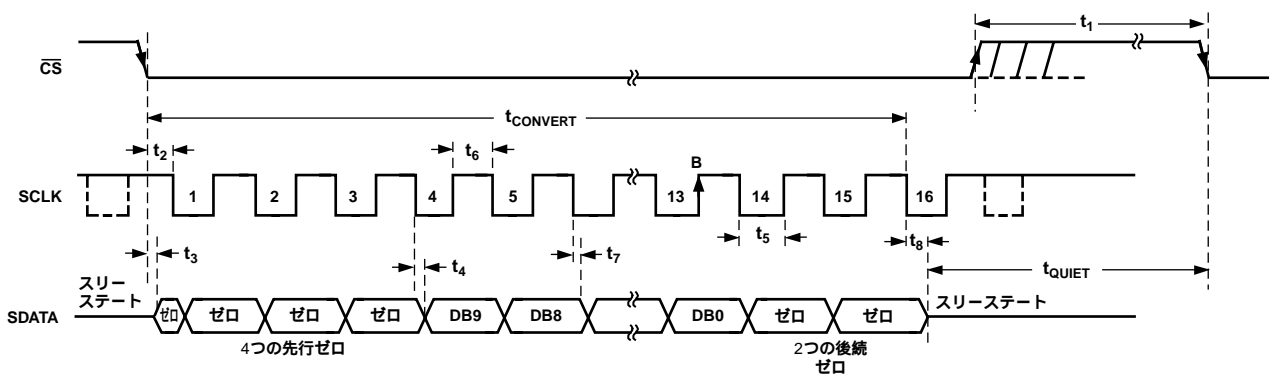 t1
CS
tCONVERT
t2
t6
B
SCLK
1
2
3
4
5
13
14
15
16
t3
t4
t7
t5
t8
tQUIET
スリー
ステート
スリーステート
SDATA
ゼロ
ゼロ
ゼロ
ゼロ
DB9
DB8
DB0
ゼロ
ゼロ
4つの先行ゼロ
2つの後続
ゼロ